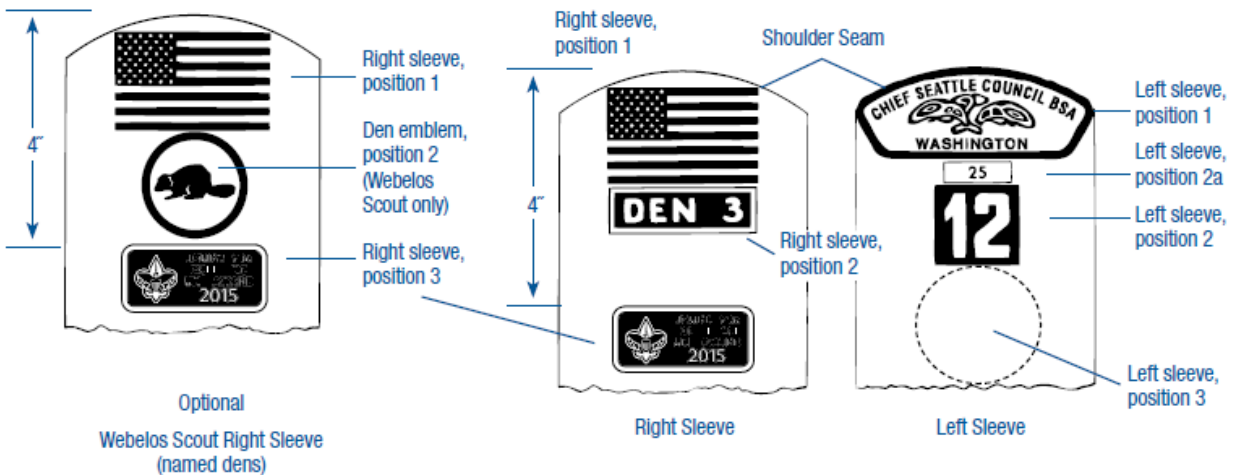 4˝
Right sleeve,
position 1
Den emblem,
position 2
(Webelos
Scout only)
Right sleeve,
position 3
2015
Optional
Webelos Scout Right Sleeve
(named dens)
Right sleeve,
position 1
Shoulder Seam
4˝
DEN 3
Right sleeve,
position 2
2015
Right Sleeve
CHIEF SEATTLE COUNCIL BSA
WASHINGTON
25
12
Left sleeve,
position 1
Left sleeve,
position 2a
Left sleeve,
position 2
Left sleeve,
position 3
Left Sleeve